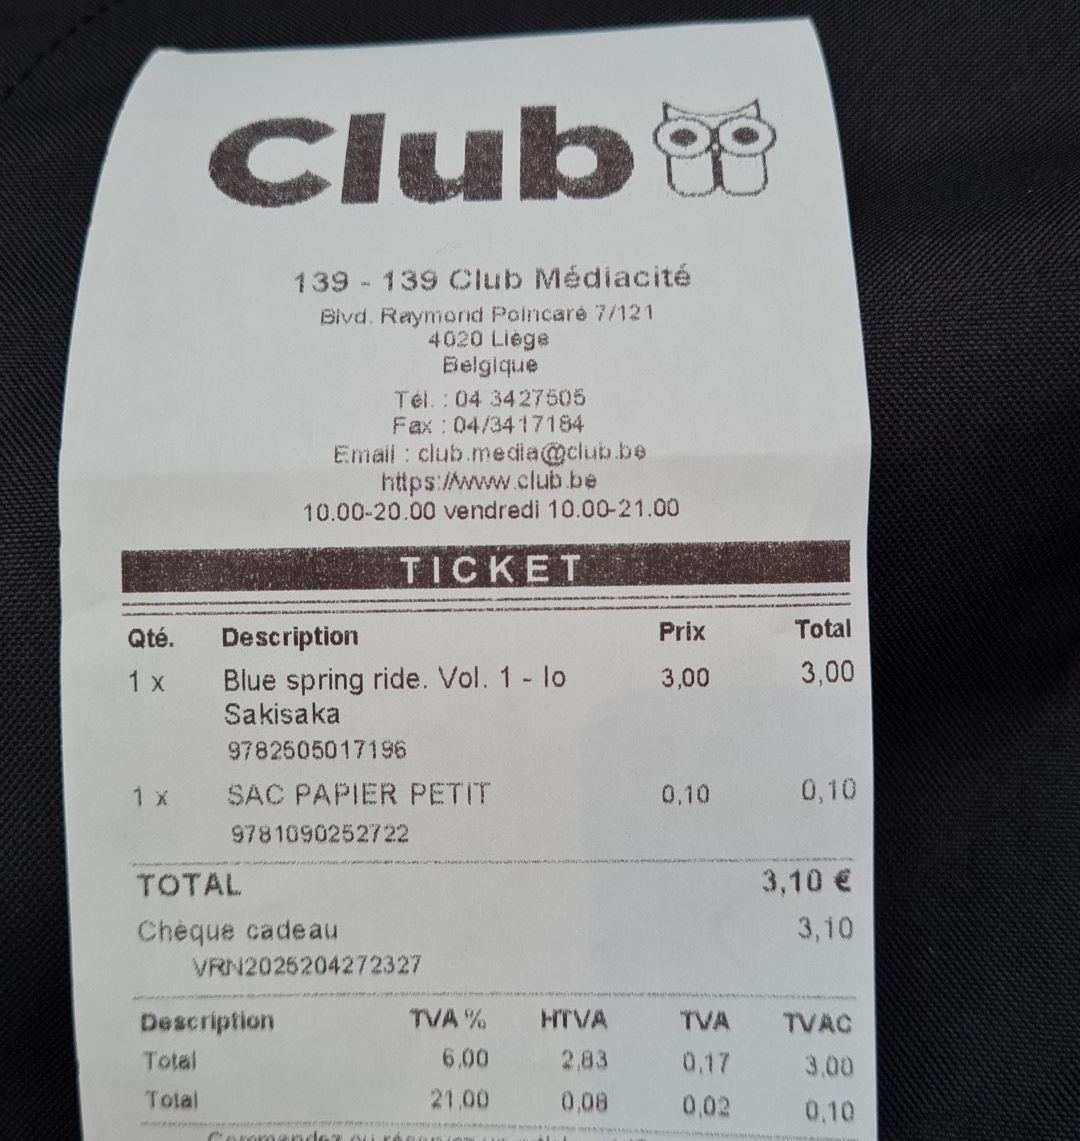 Club
139 - 139 Club Médiacité
Blvd. Raymond Poincaré 7/121
4020 Liège
Belgique
Tél. : 04 3427605
Fax : 04/3417184
Email : club.media@club.be
https://www.club.be
10.00-20.00 vendredi 10.00-21.00
TICKET
Qté. Description Prix Total
1 x Blue spring ride. Vol. 1 - Io 3,00 3,00
Sakisaka
9782505017196
1 x SAC PAPIER PETIT 0,10 0,10
9781090252722
TOTAL 3,10 €
Chèque cadeau 3,10
VRN2025204272327
Description TVA % HTVA TVA TVAC
Total 6,00 2,83 0,17 3,00
Total 21,00 0,08 0,02 0,10